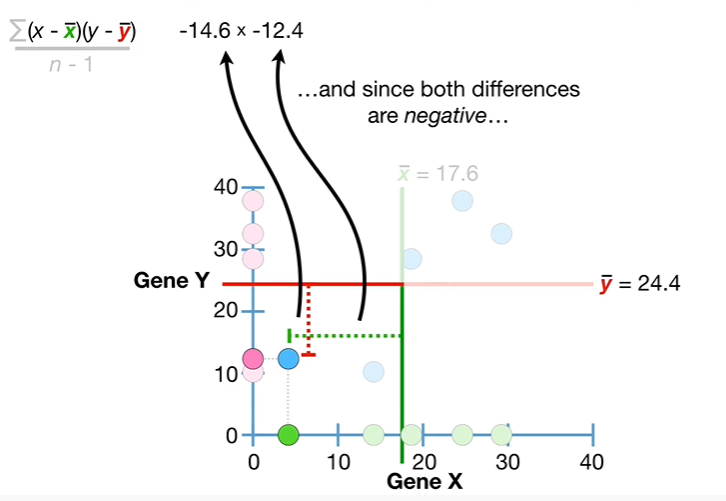 ∑(x - x̅)(y - y̅)
n - 1
-14.6 x -12.4
...and since both differences
are negative...
x̅ = 17.6
40
30
Gene Y
y̅ = 24.4
20
10
0
0 10 20 30 40
Gene X